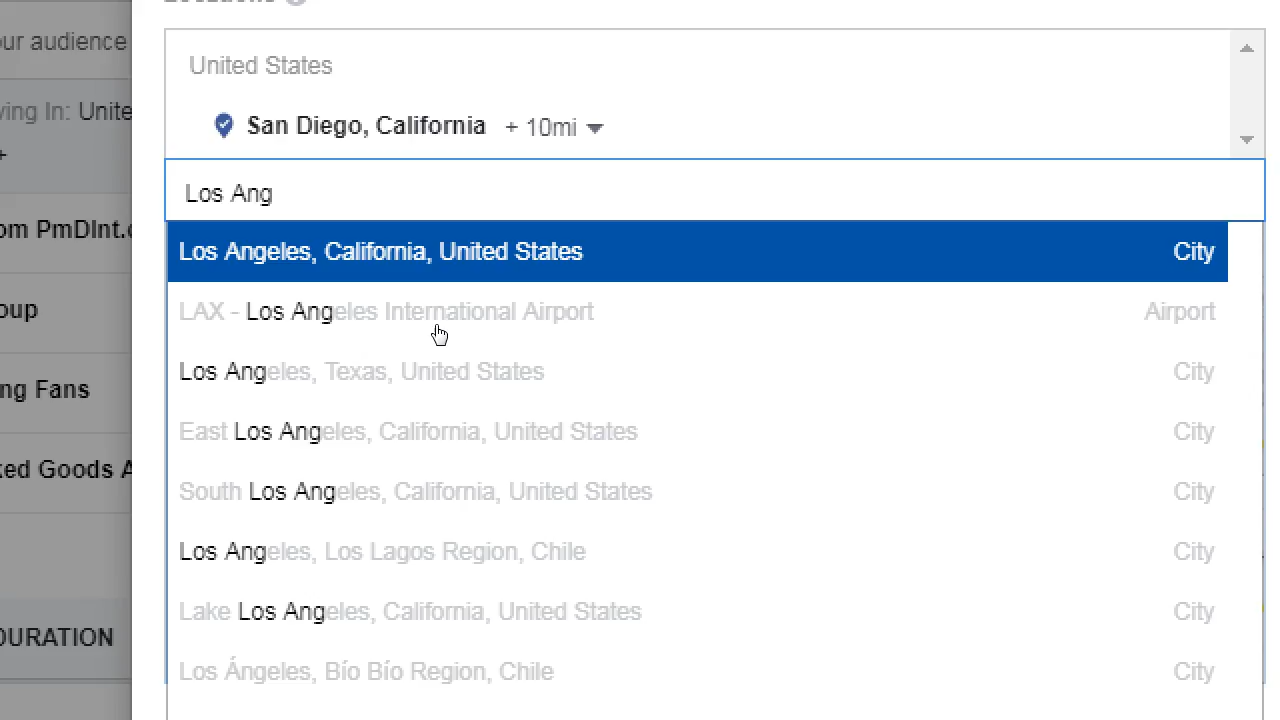 our audience
United States
ving In: Unite
San Diego, California + 10mi
+
Los Ang
om PmDInt.
Los Angeles, California, United States City
oup
LAX - Los Angeles International Airport Airport
Los Angeles, Texas, United States City
ng Fans
East Los Angeles, California, United States City
ked Goods A
South Los Angeles, California, United States City
Los Angeles, Los Lagos Region, Chile City
Lake Los Angeles, California, United States City
DURATION
Los Ángeles, Bío Bío Region, Chile City